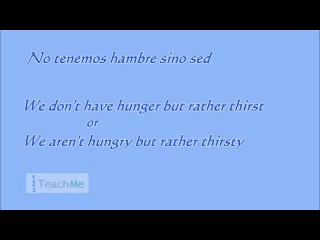 No tenemos hambre sino sed
We don't have hunger but rather thirst
or
We aren't hungry but rather thirsty
TeachMe